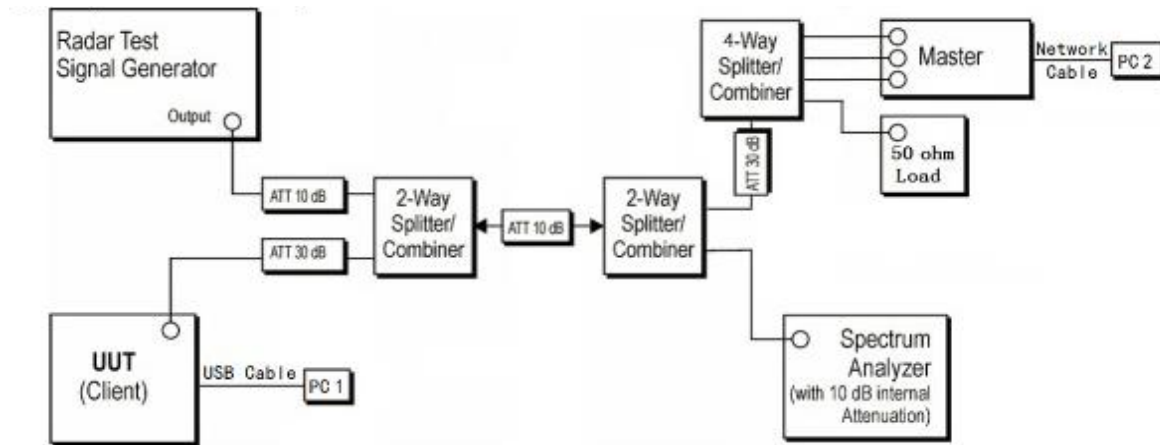 Radar Test
Signal Generator
Output
ATT 10 dB
ATT 30 dB
2-Way
Splitter/
Combiner
ATT 10 dB
2-Way
Splitter/
Combiner
ATT 30 dB
4-Way
Splitter/
Combiner
Master
Network
Cable
PC 2
50 ohm
Load
UUT
(Client)
USB Cable
PC 1
Spectrum
Analyzer
(with 10 dB internal
Attenuation)